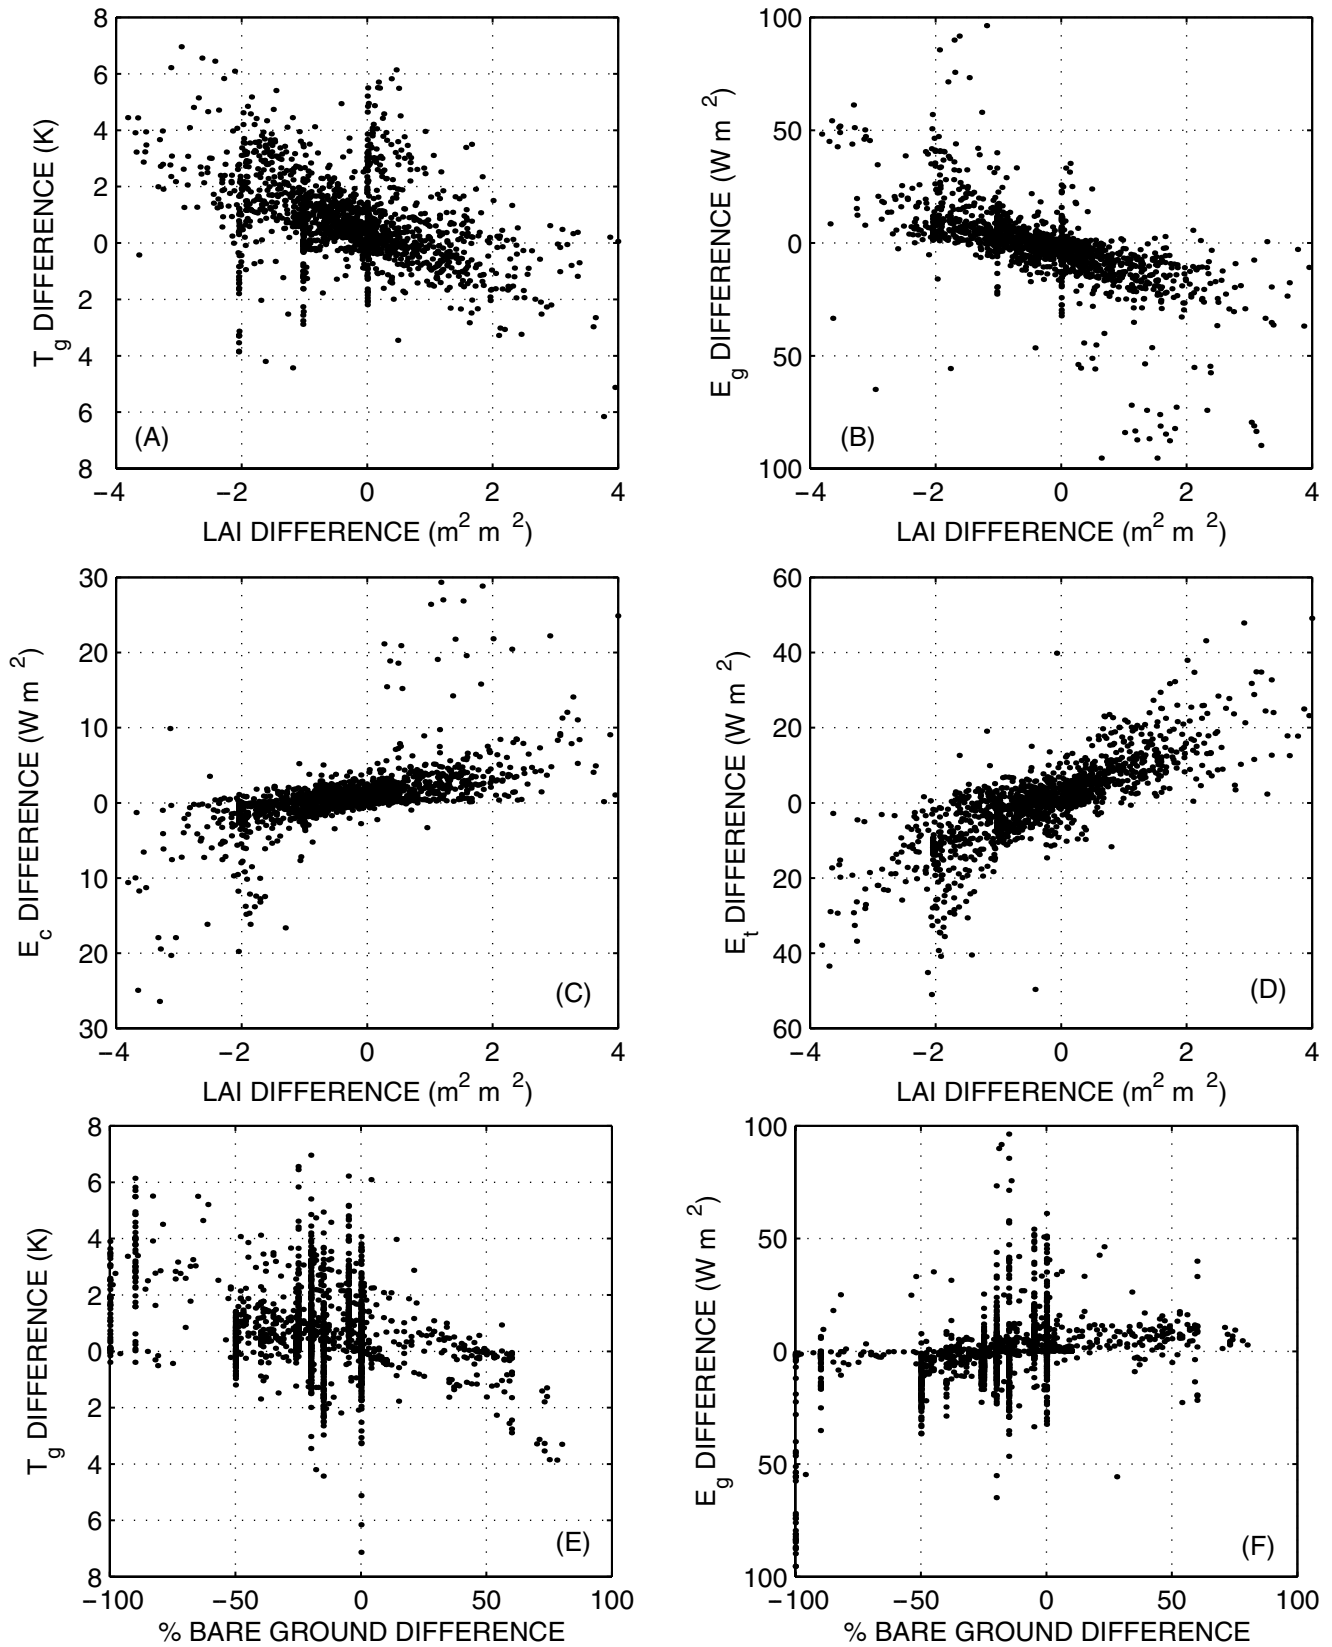 8
6
4
2
0
2
4
6
8
T_g DIFFERENCE (K)
(A)
−4 −2 0 2 4
LAI DIFFERENCE (m² m ²)
100
50
0
50
100
E_g DIFFERENCE (W m ²)
(B)
−4 −2 0 2 4
LAI DIFFERENCE (m² m ²)
30
20
10
0
10
20
30
E_c DIFFERENCE (W m ²)
(C)
−4 −2 0 2 4
LAI DIFFERENCE (m² m ²)
60
40
20
0
20
40
60
E_t DIFFERENCE (W m ²)
(D)
−4 −2 0 2 4
LAI DIFFERENCE (m² m ²)
8
6
4
2
0
2
4
6
8
T_g DIFFERENCE (K)
(E)
−100 −50 0 50 100
% BARE GROUND DIFFERENCE
100
50
0
50
100
E_g DIFFERENCE (W m ²)
(F)
−100 −50 0 50 100
% BARE GROUND DIFFERENCE